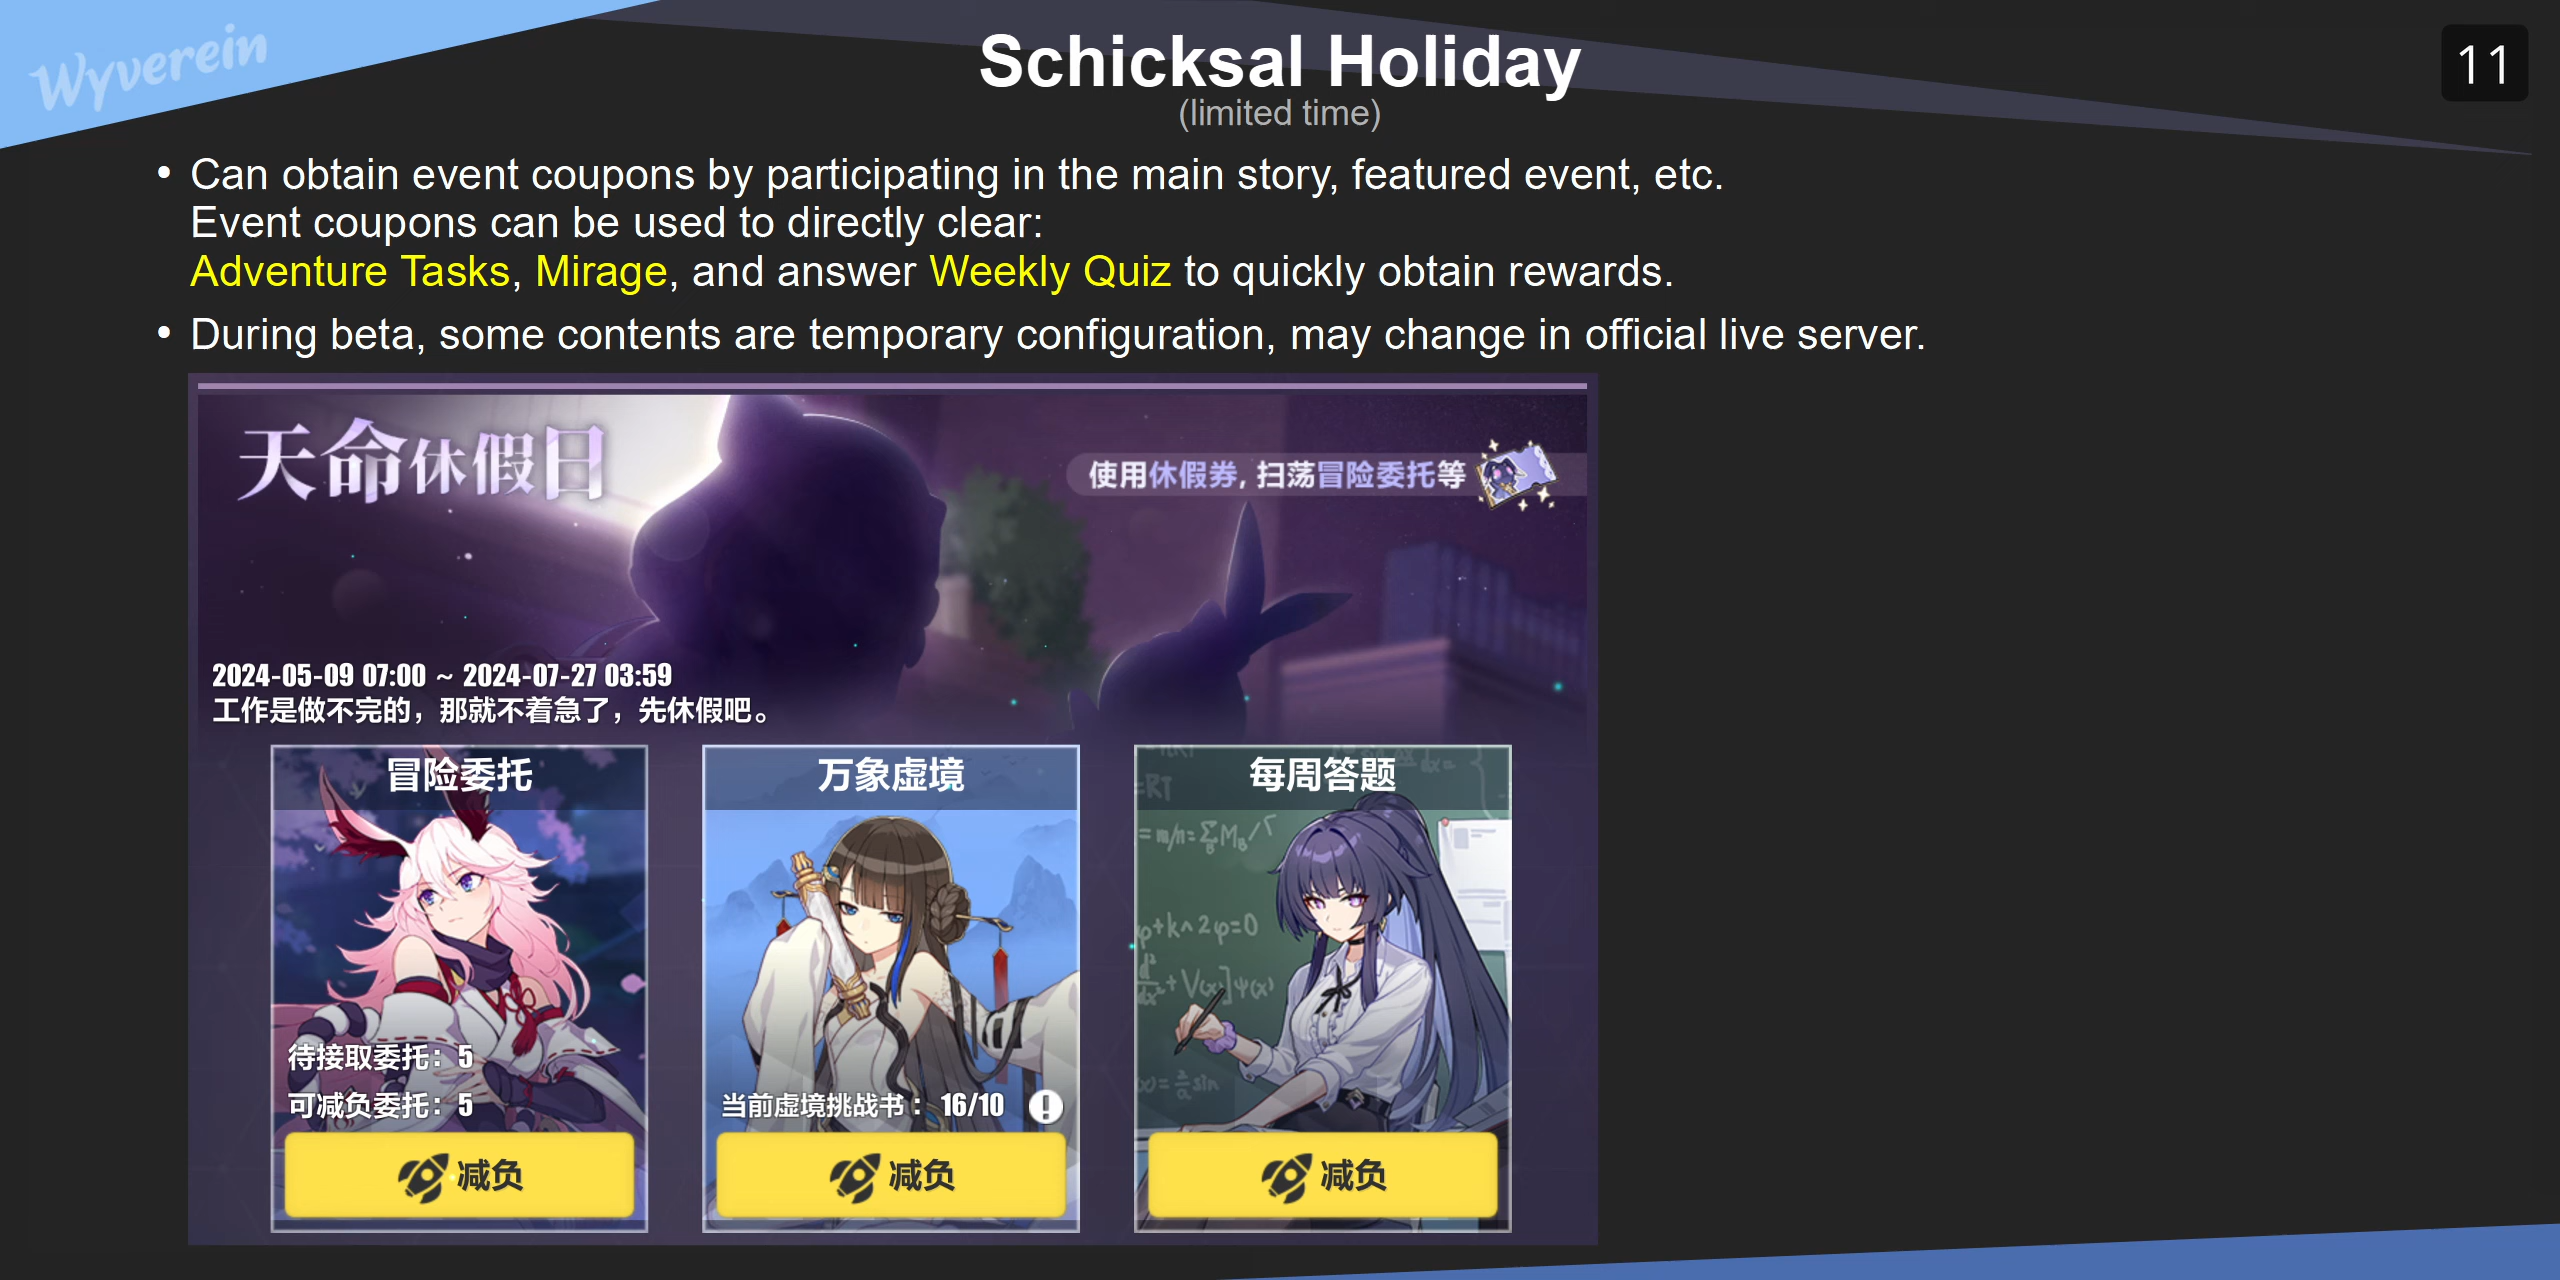 Wyverein
Schicksal Holiday
11
(limited time)
• Can obtain event coupons by participating in the main story, featured event, etc.
Event coupons can be used to directly clear:
Adventure Tasks, Mirage, and answer Weekly Quiz to quickly obtain rewards.
• During beta, some contents are temporary configuration, may change in official live server.
天命休假日
使用休假券, 扫荡冒险委托等
2024-05-09 07:00 ~ 2024-07-27 03:59
工作是做不完的，那就不着急了，先休假吧。
冒险委托
万象虚境
每周答题
待接取委托：5
可减负委托：5
当前虚境挑战书：16/10
减负
减负
减负